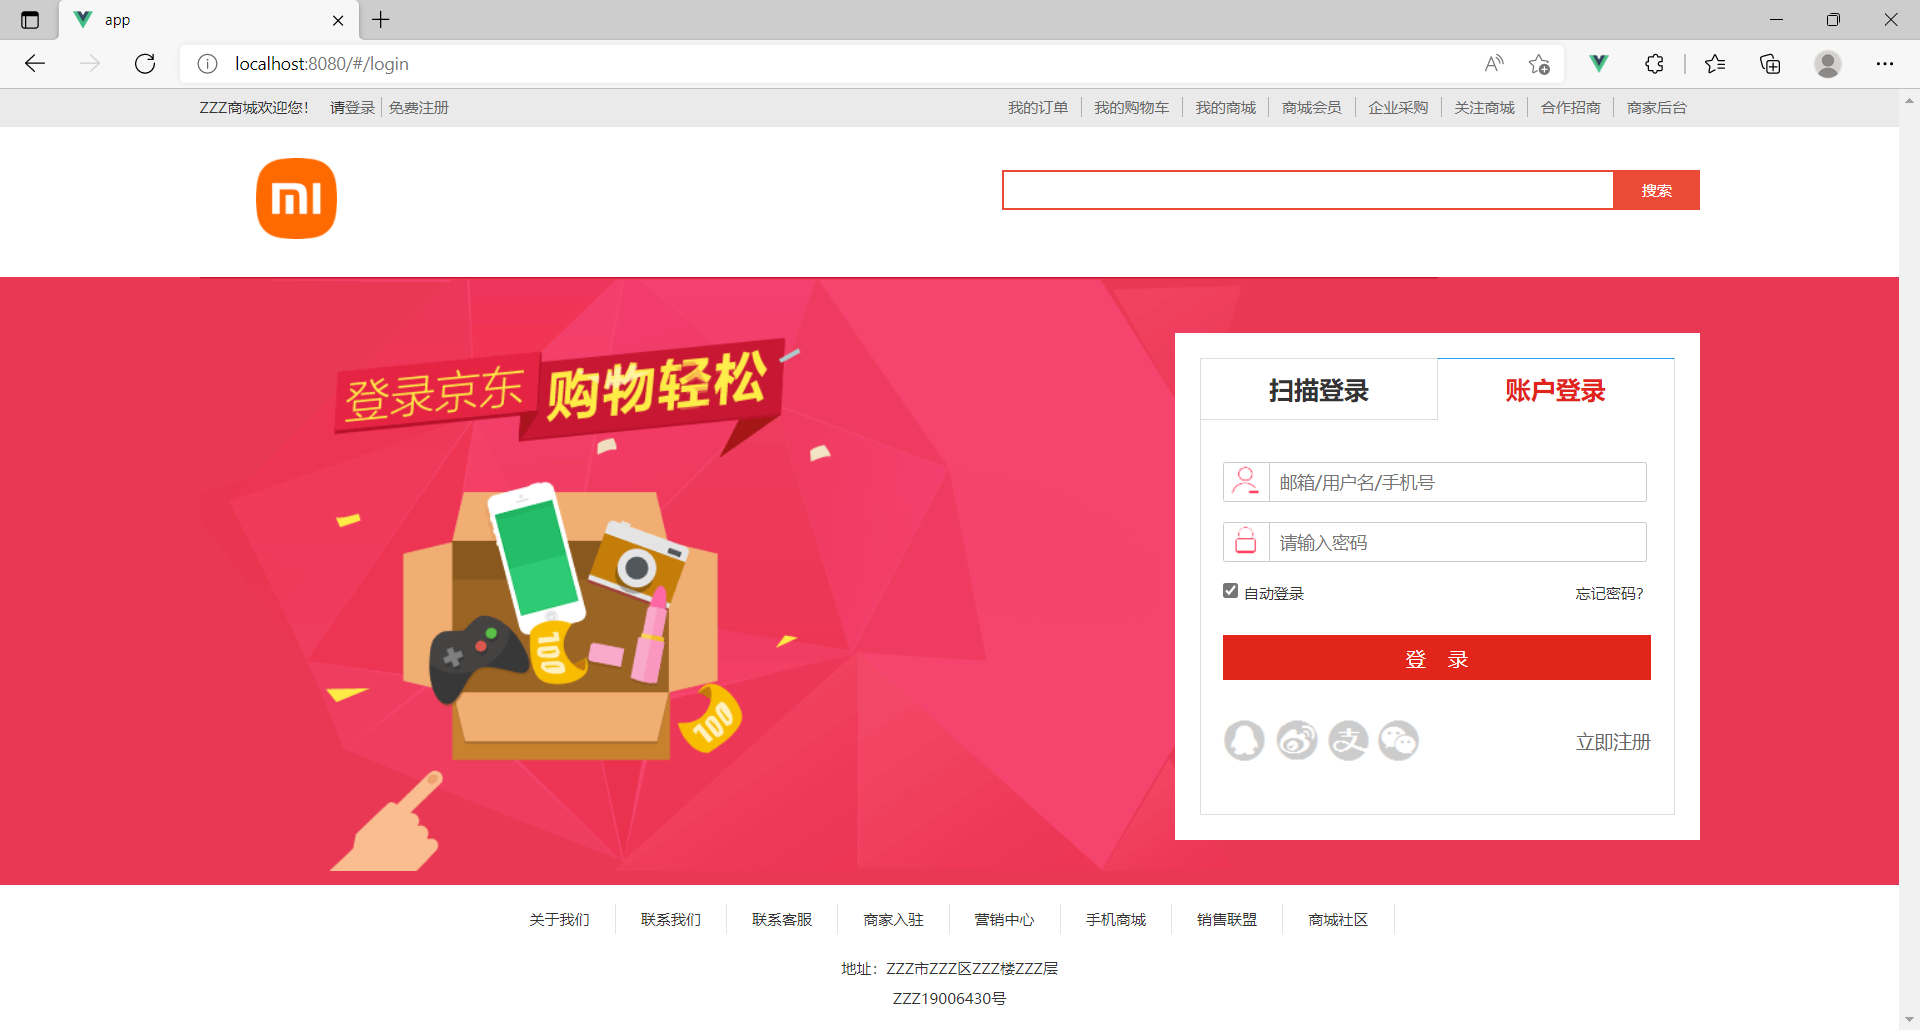 app
localhost:8080/#/login
ZZZ商城欢迎您! 请登录 免费注册
我的订单 我的购物车 我的商城 商城会员 企业采购 关注商城 合作招商 商家后台
mi
搜索
登录京东 购物轻松
100
100
扫描登录 账户登录
邮箱/用户名/手机号
请输入密码
自动登录 忘记密码?
登 录
支
立即注册
关于我们 联系我们 联系客服 商家入驻 营销中心 手机商城 销售联盟 商城社区
地址：ZZZ市ZZZ区ZZZ楼ZZZ层
ZZZ19006430号